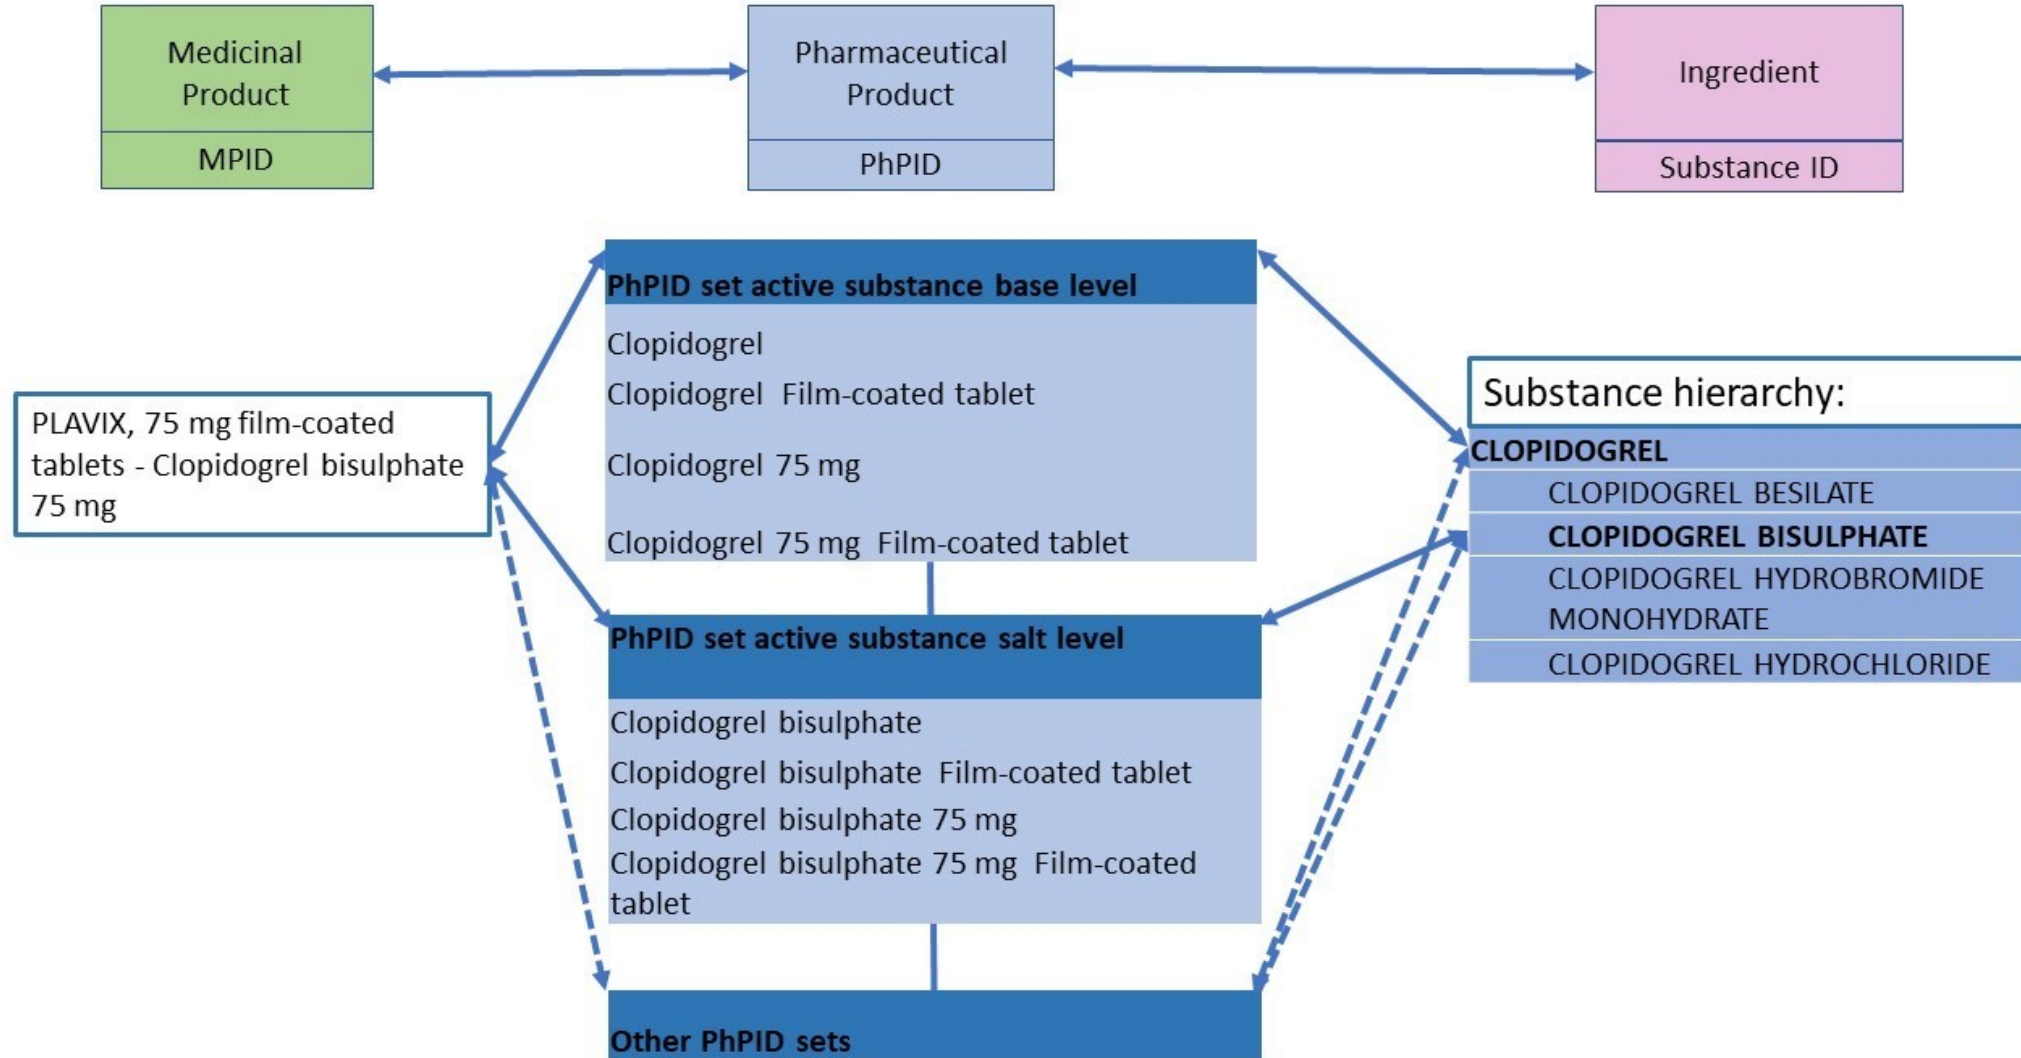 Medicinal
Product
MPID
Pharmaceutical
Product
PhPID
Ingredient
Substance ID
PLAVIX, 75 mg film-coated
tablets - Clopidogrel bisulphate
75 mg
PhPID set active substance base level
Clopidogrel
Clopidogrel Film-coated tablet
Clopidogrel 75 mg
Clopidogrel 75 mg Film-coated tablet
PhPID set active substance salt level
Clopidogrel bisulphate
Clopidogrel bisulphate Film-coated tablet
Clopidogrel bisulphate 75 mg
Clopidogrel bisulphate 75 mg Film-coated
tablet
Other PhPID sets
Substance hierarchy:
CLOPIDOGREL
CLOPIDOGREL BESILATE
CLOPIDOGREL BISULPHATE
CLOPIDOGREL HYDROBROMIDE
MONOHYDRATE
CLOPIDOGREL HYDROCHLORIDE